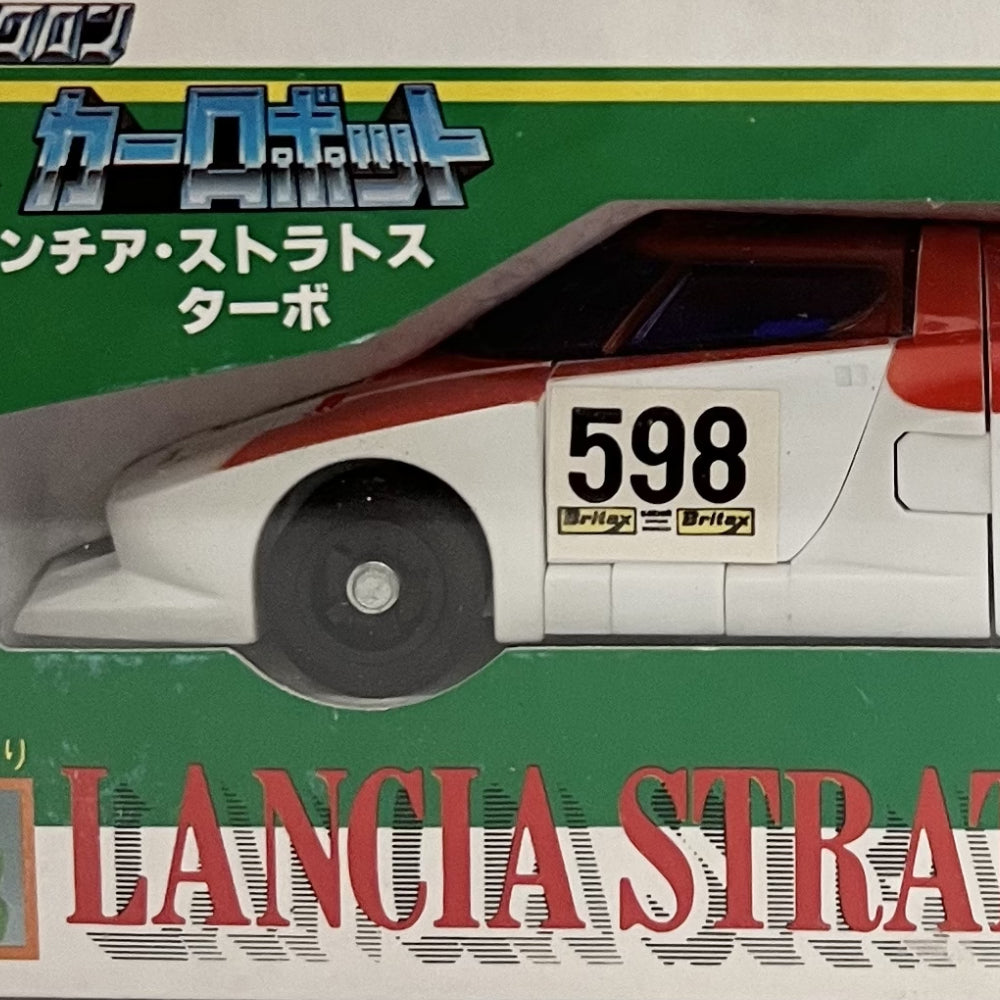 クロン
カーロボット
ンチア・ストラトス
ターボ
598
Britax Britax
り
LANCIA STRAT